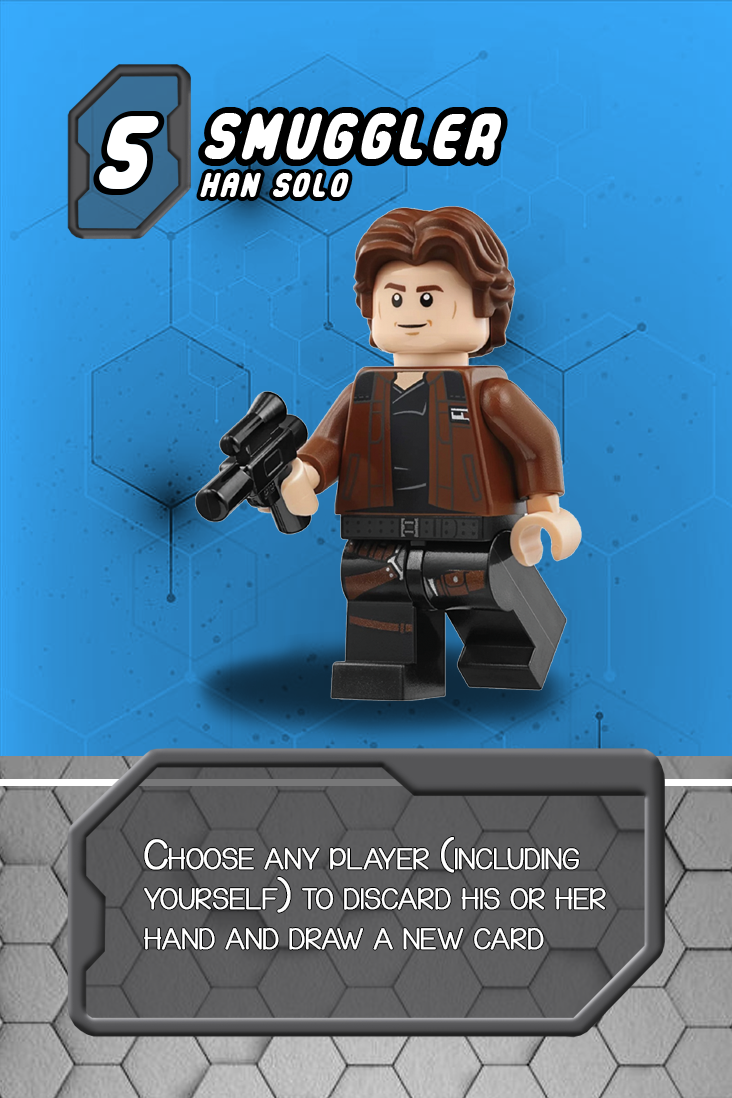 5
SMUGGLER
HAN SOLO
CHOOSE ANY PLAYER (INCLUDING
YOURSELF) TO DISCARD HIS OR HER
HAND AND DRAW A NEW CARD